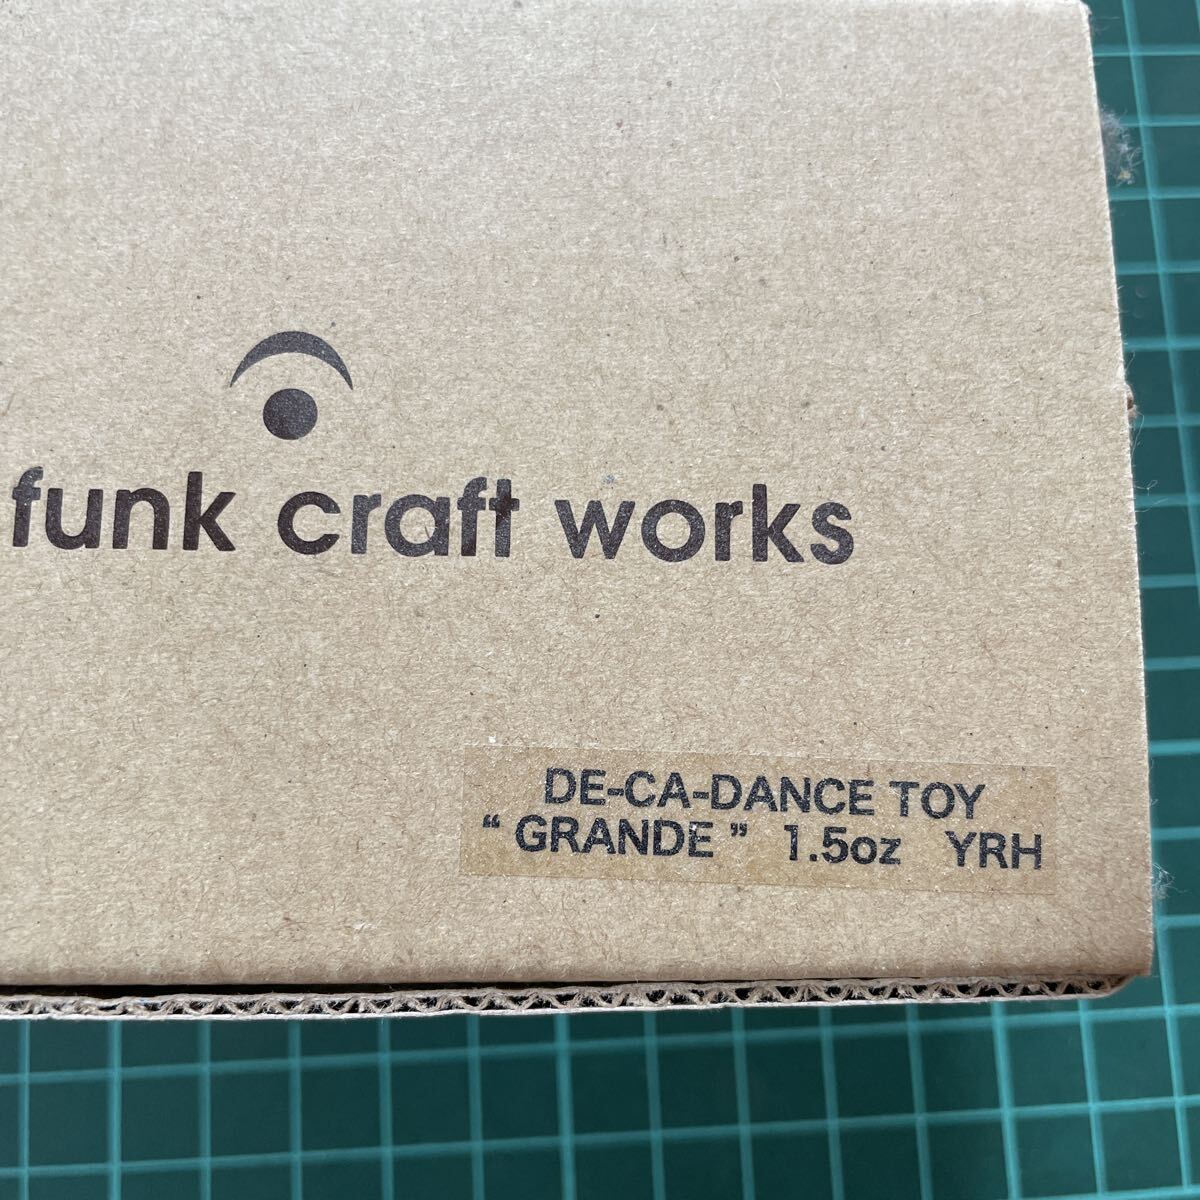 funk craft works
DE-CA-DANCE TOY
“ GRANDE ” 1.5oz YRH